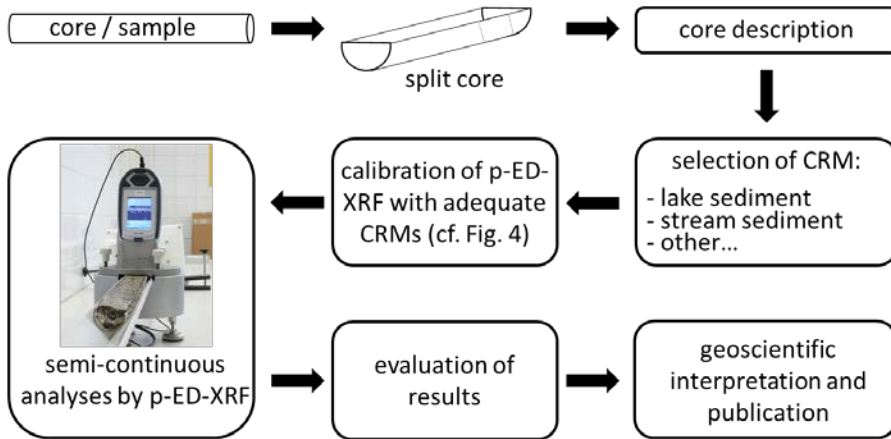 core / sample
split core
core description
selection of CRM:
- lake sediment
- stream sediment
- other...
calibration of p-ED-
XRF with adequate
CRMs (cf. Fig. 4)
semi-continuous
analyses by p-ED-XRF
evaluation of
results
geoscientific
interpretation and
publication